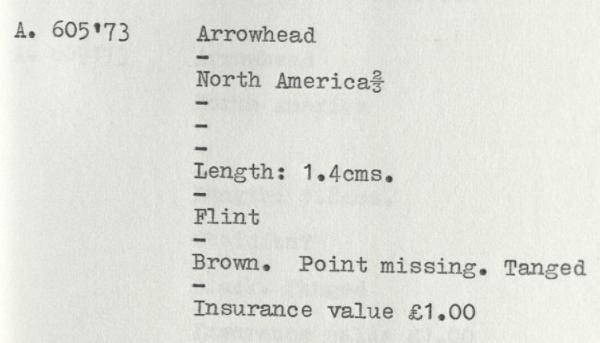 A. 605'73 Arrowhead
-
North America⅔
-
-
-
Length: 1.4cms.
-
Flint
-
Brown. Point missing. Tanged
-
Insurance value £1.00